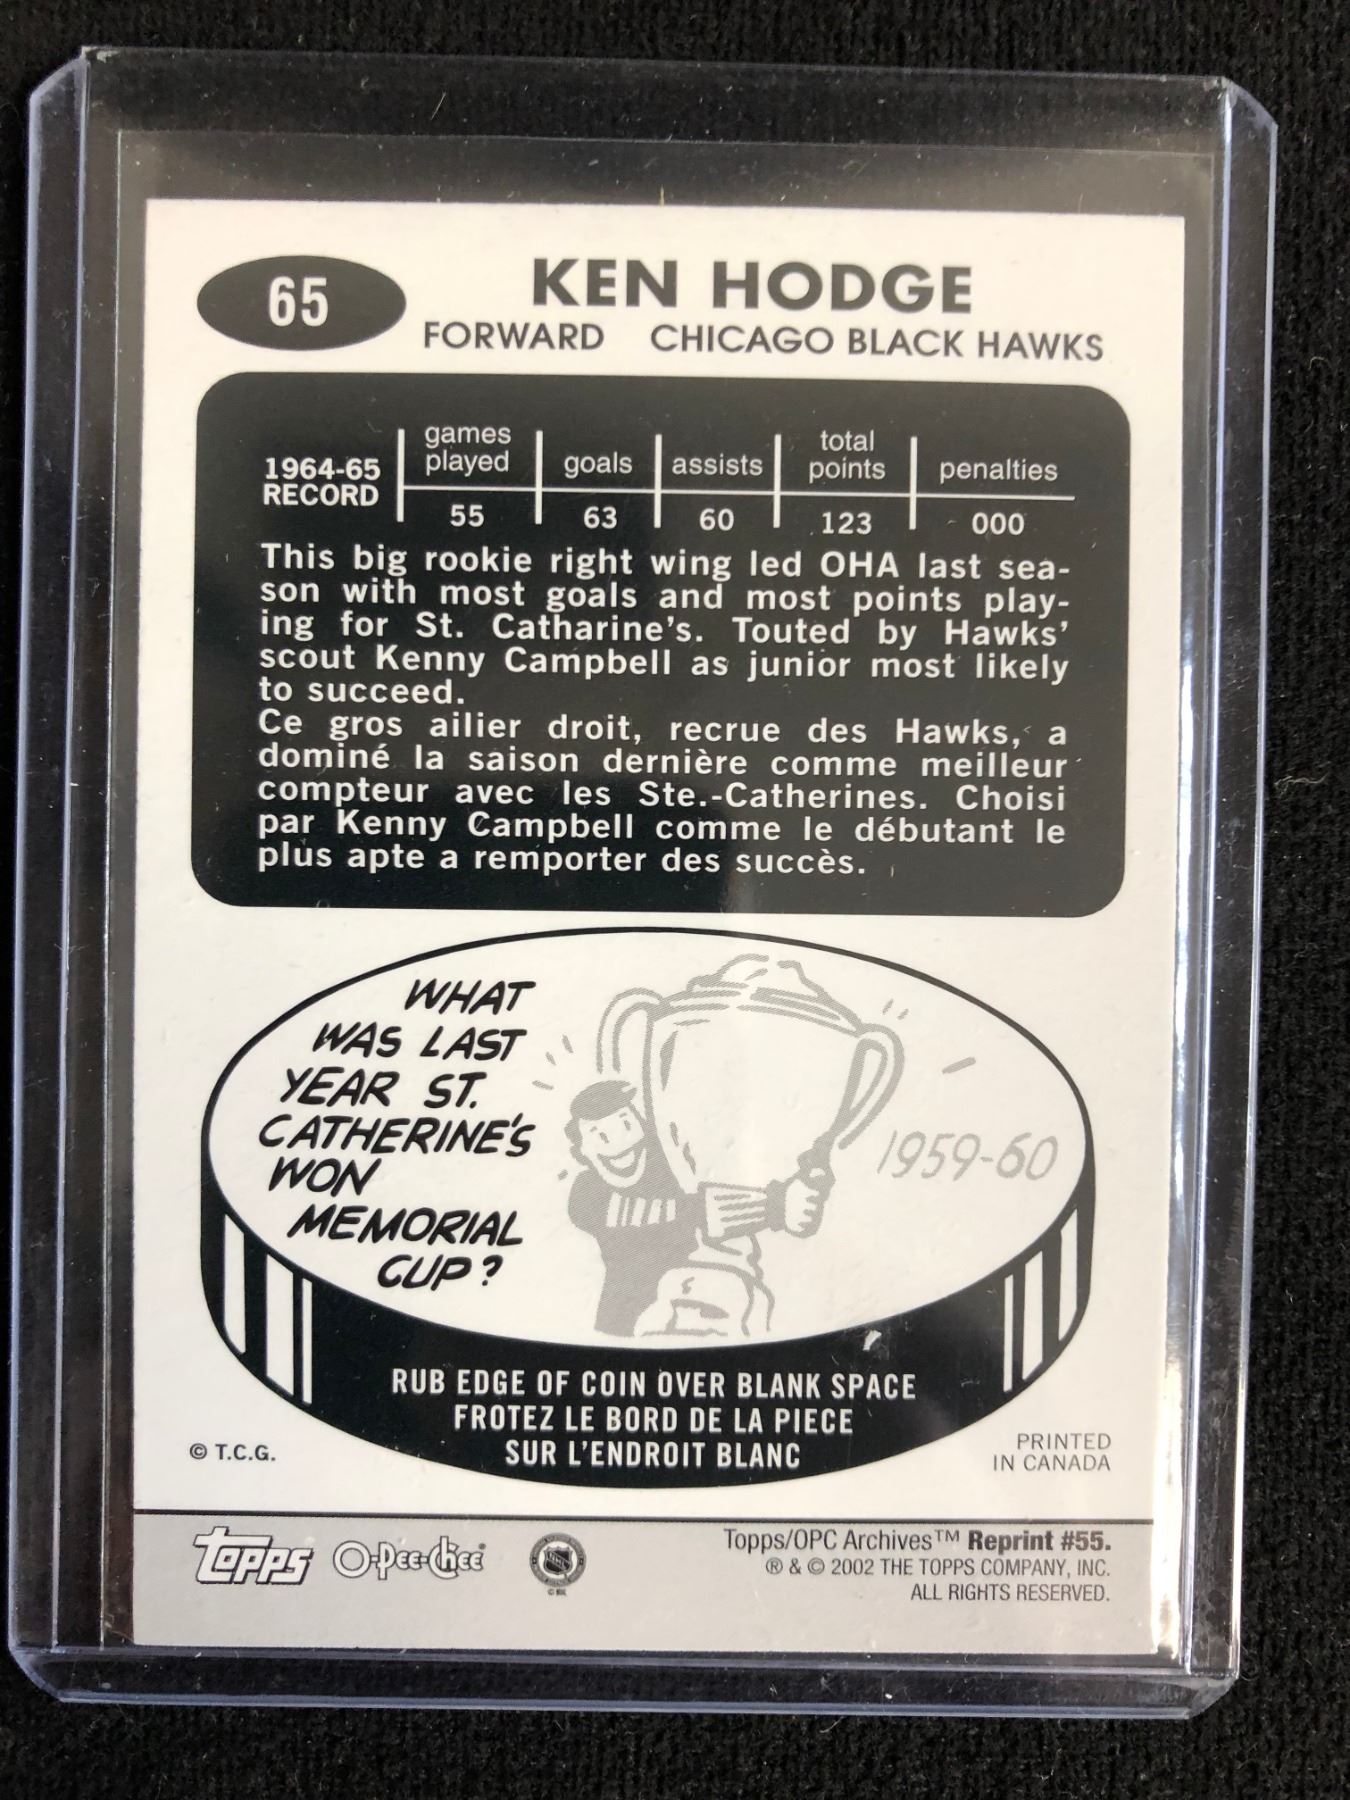 65
KEN HODGE
FORWARD CHICAGO BLACK HAWKS
1964-65 RECORD
games played goals assists total points penalties
55 63 60 123 000
This big rookie right wing led OHA last sea-
son with most goals and most points play-
ing for St. Catharine's. Touted by Hawks'
scout Kenny Campbell as junior most likely
to succeed.
Ce gros ailier droit, recrue des Hawks, a
dominé la saison dernière comme meilleur
compteur avec les Ste.-Catherines. Choisi
par Kenny Campbell comme le débutant le
plus apte a remporter des succès.
WHAT
WAS LAST
YEAR ST.
CATHERINE'S
WON
MEMORIAL
CUP?
1959-60
RUB EDGE OF COIN OVER BLANK SPACE
FROTEZ LE BORD DE LA PIECE
SUR L'ENDROIT BLANC
© T.C.G.
PRINTED
IN CANADA
Topps O-Pee-Chee®
NHL
Topps/OPC Archives™ Reprint #55.
® & © 2002 THE TOPPS COMPANY, INC.
ALL RIGHTS RESERVED.